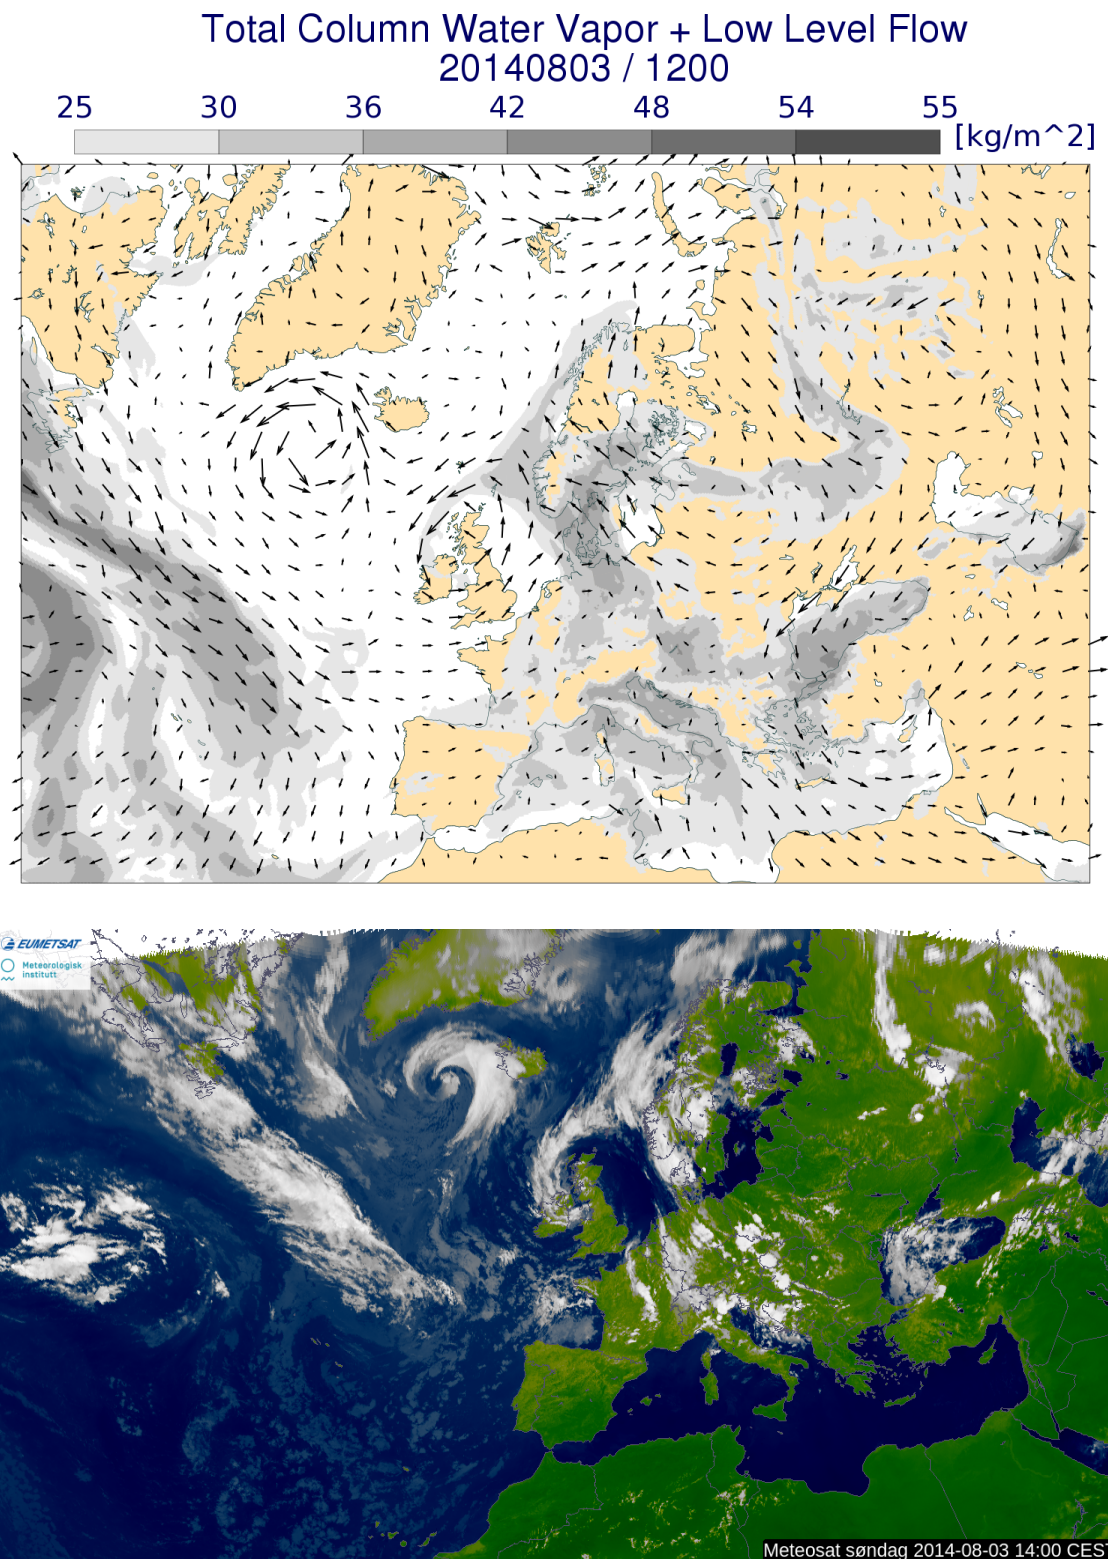 Total Column Water Vapor + Low Level Flow
20140803 / 1200
25 30 36 42 48 54 55
[kg/m^2]
EUMETSAT
Meteorologisk
institutt
Meteosat søndag 2014-08-03 14:00 CEST